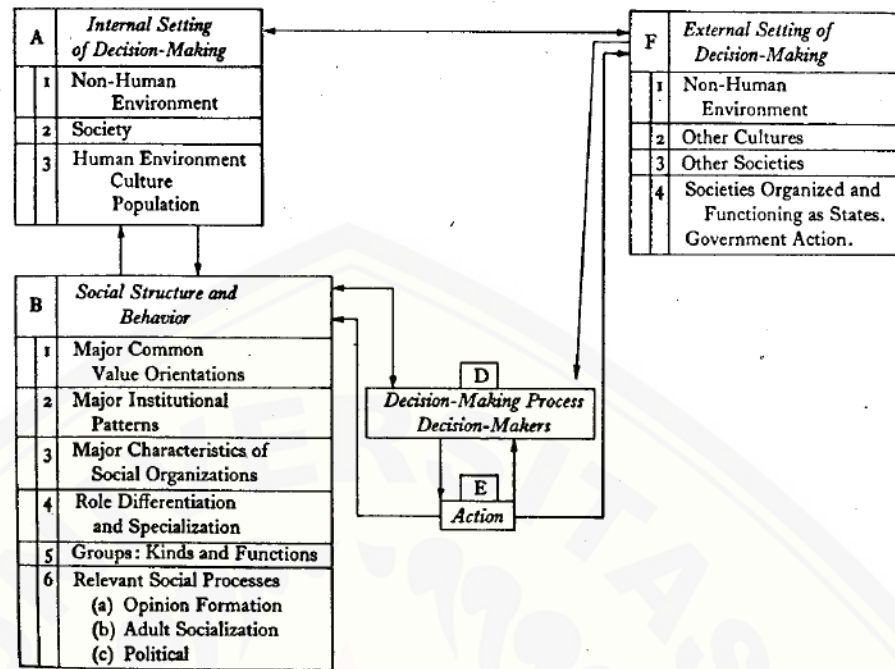 A
Internal Setting
of Decision-Making
1 Non-Human
Environment
2 Society
3 Human Environment
Culture
Population
F
External Setting of
Decision-Making
1 Non-Human
Environment
2 Other Cultures
3 Other Societies
4 Societies Organized and
Functioning as States.
Government Action.
B
Social Structure and
Behavior
1 Major Common
Value Orientations
2 Major Institutional
Patterns
3 Major Characteristics of
Social Organizations
4 Role Differentiation
and Specialization
5 Groups: Kinds and Functions
6 Relevant Social Processes
(a) Opinion Formation
(b) Adult Socialization
(c) Political
D
Decision-Making Process
Decision-Makers
E
Action